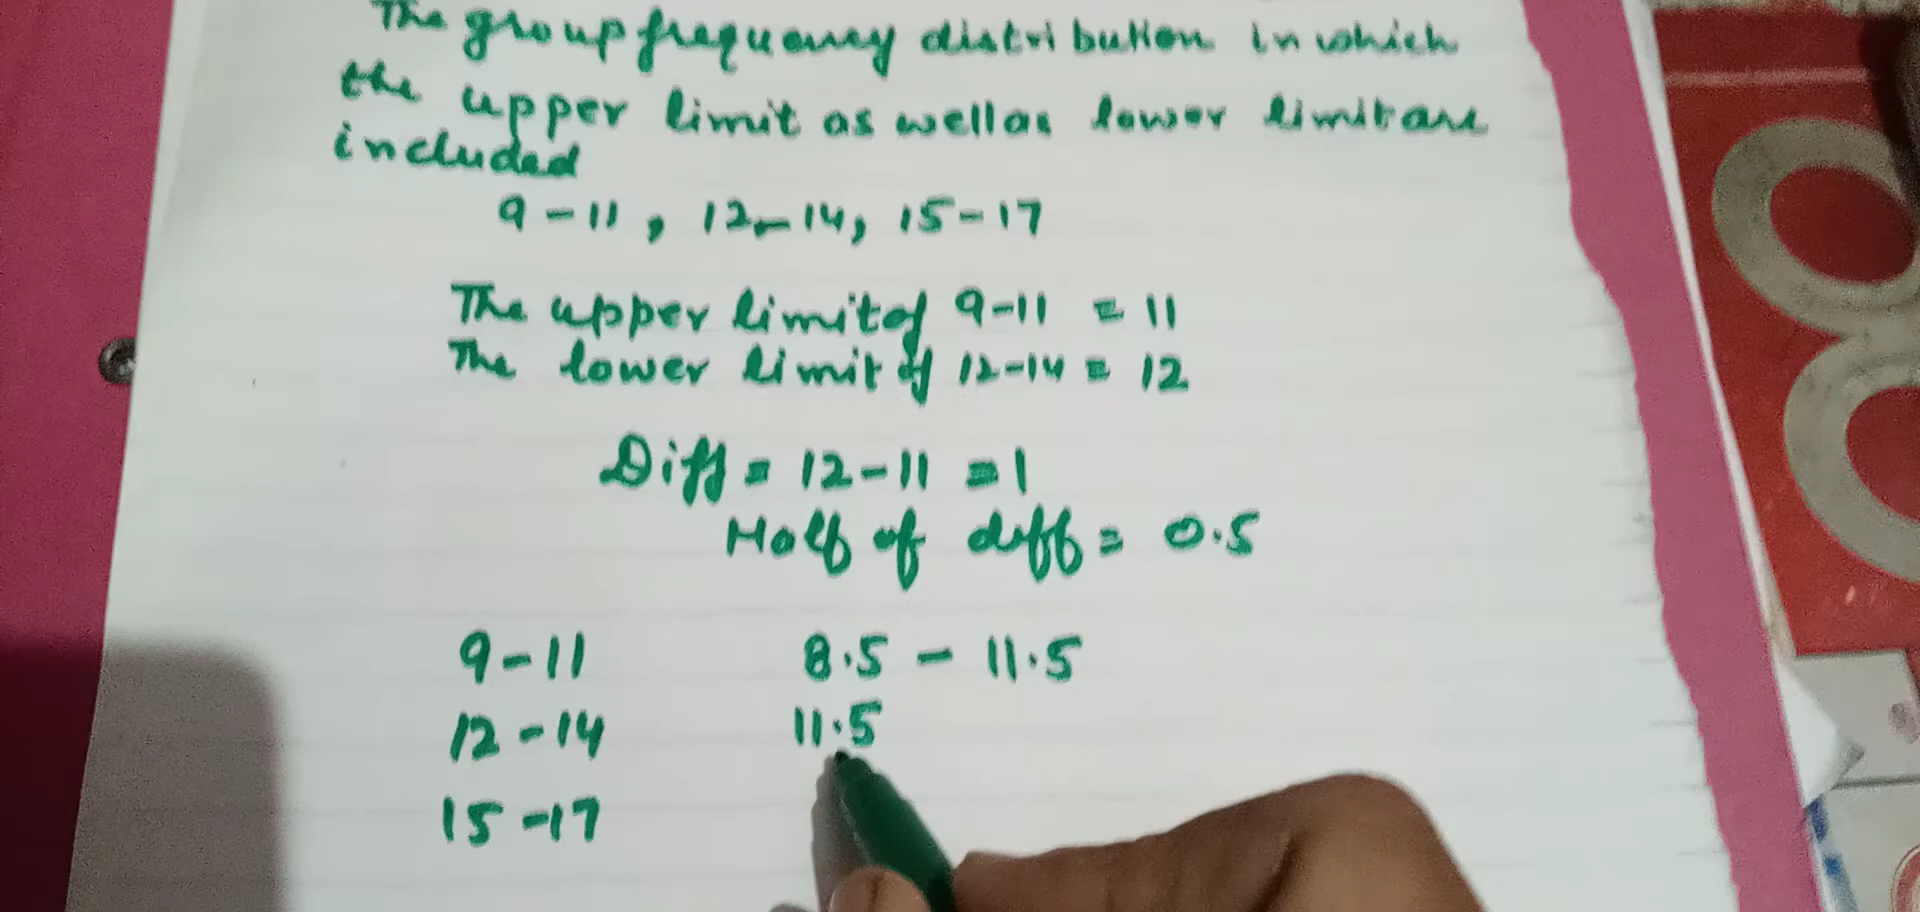 The group frequency distribution in which
the upper limit as well as lower limit are
included
9-11, 12-14, 15-17
The upper limit of 9-11 = 11
The lower limit of 12-14 = 12
Diff = 12-11 = 1
Half of diff = 0.5
9-11 8.5 - 11.5
12-14 11.5
15-17